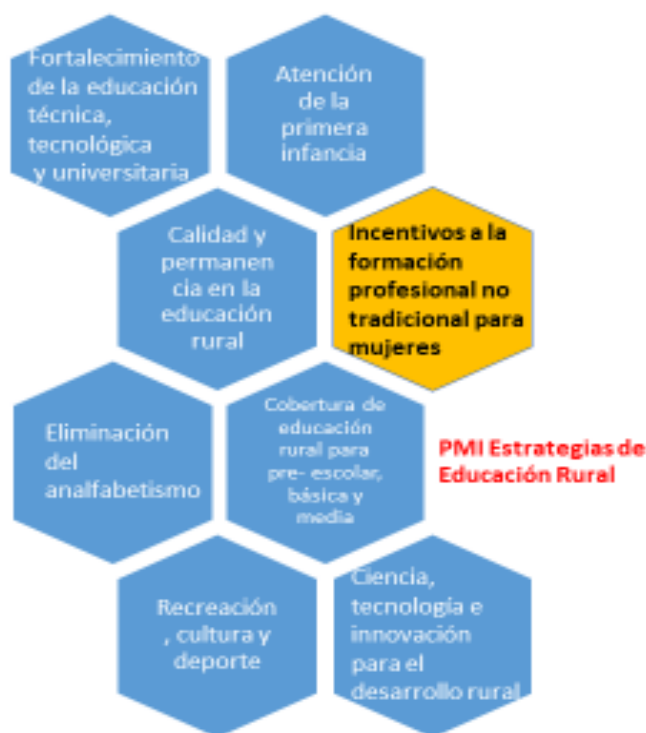 Fortalecimiento
de la educación
técnica,
tecnológica
y universitaria
Atención
de la
primera
infancia
Calidad y
permanen
cia en la
educación
rural
Incentivos a la
formación
profesional no
tradicional para
mujeres
Eliminación
del
analfabetismo
Cobertura de
educación
rural para
pre- escolar,
básica y
media
PMI Estrategias de
Educación Rural
Recreación
, cultura y
deporte
Ciencia,
tecnología e
innovación
para el
desarrollo rural